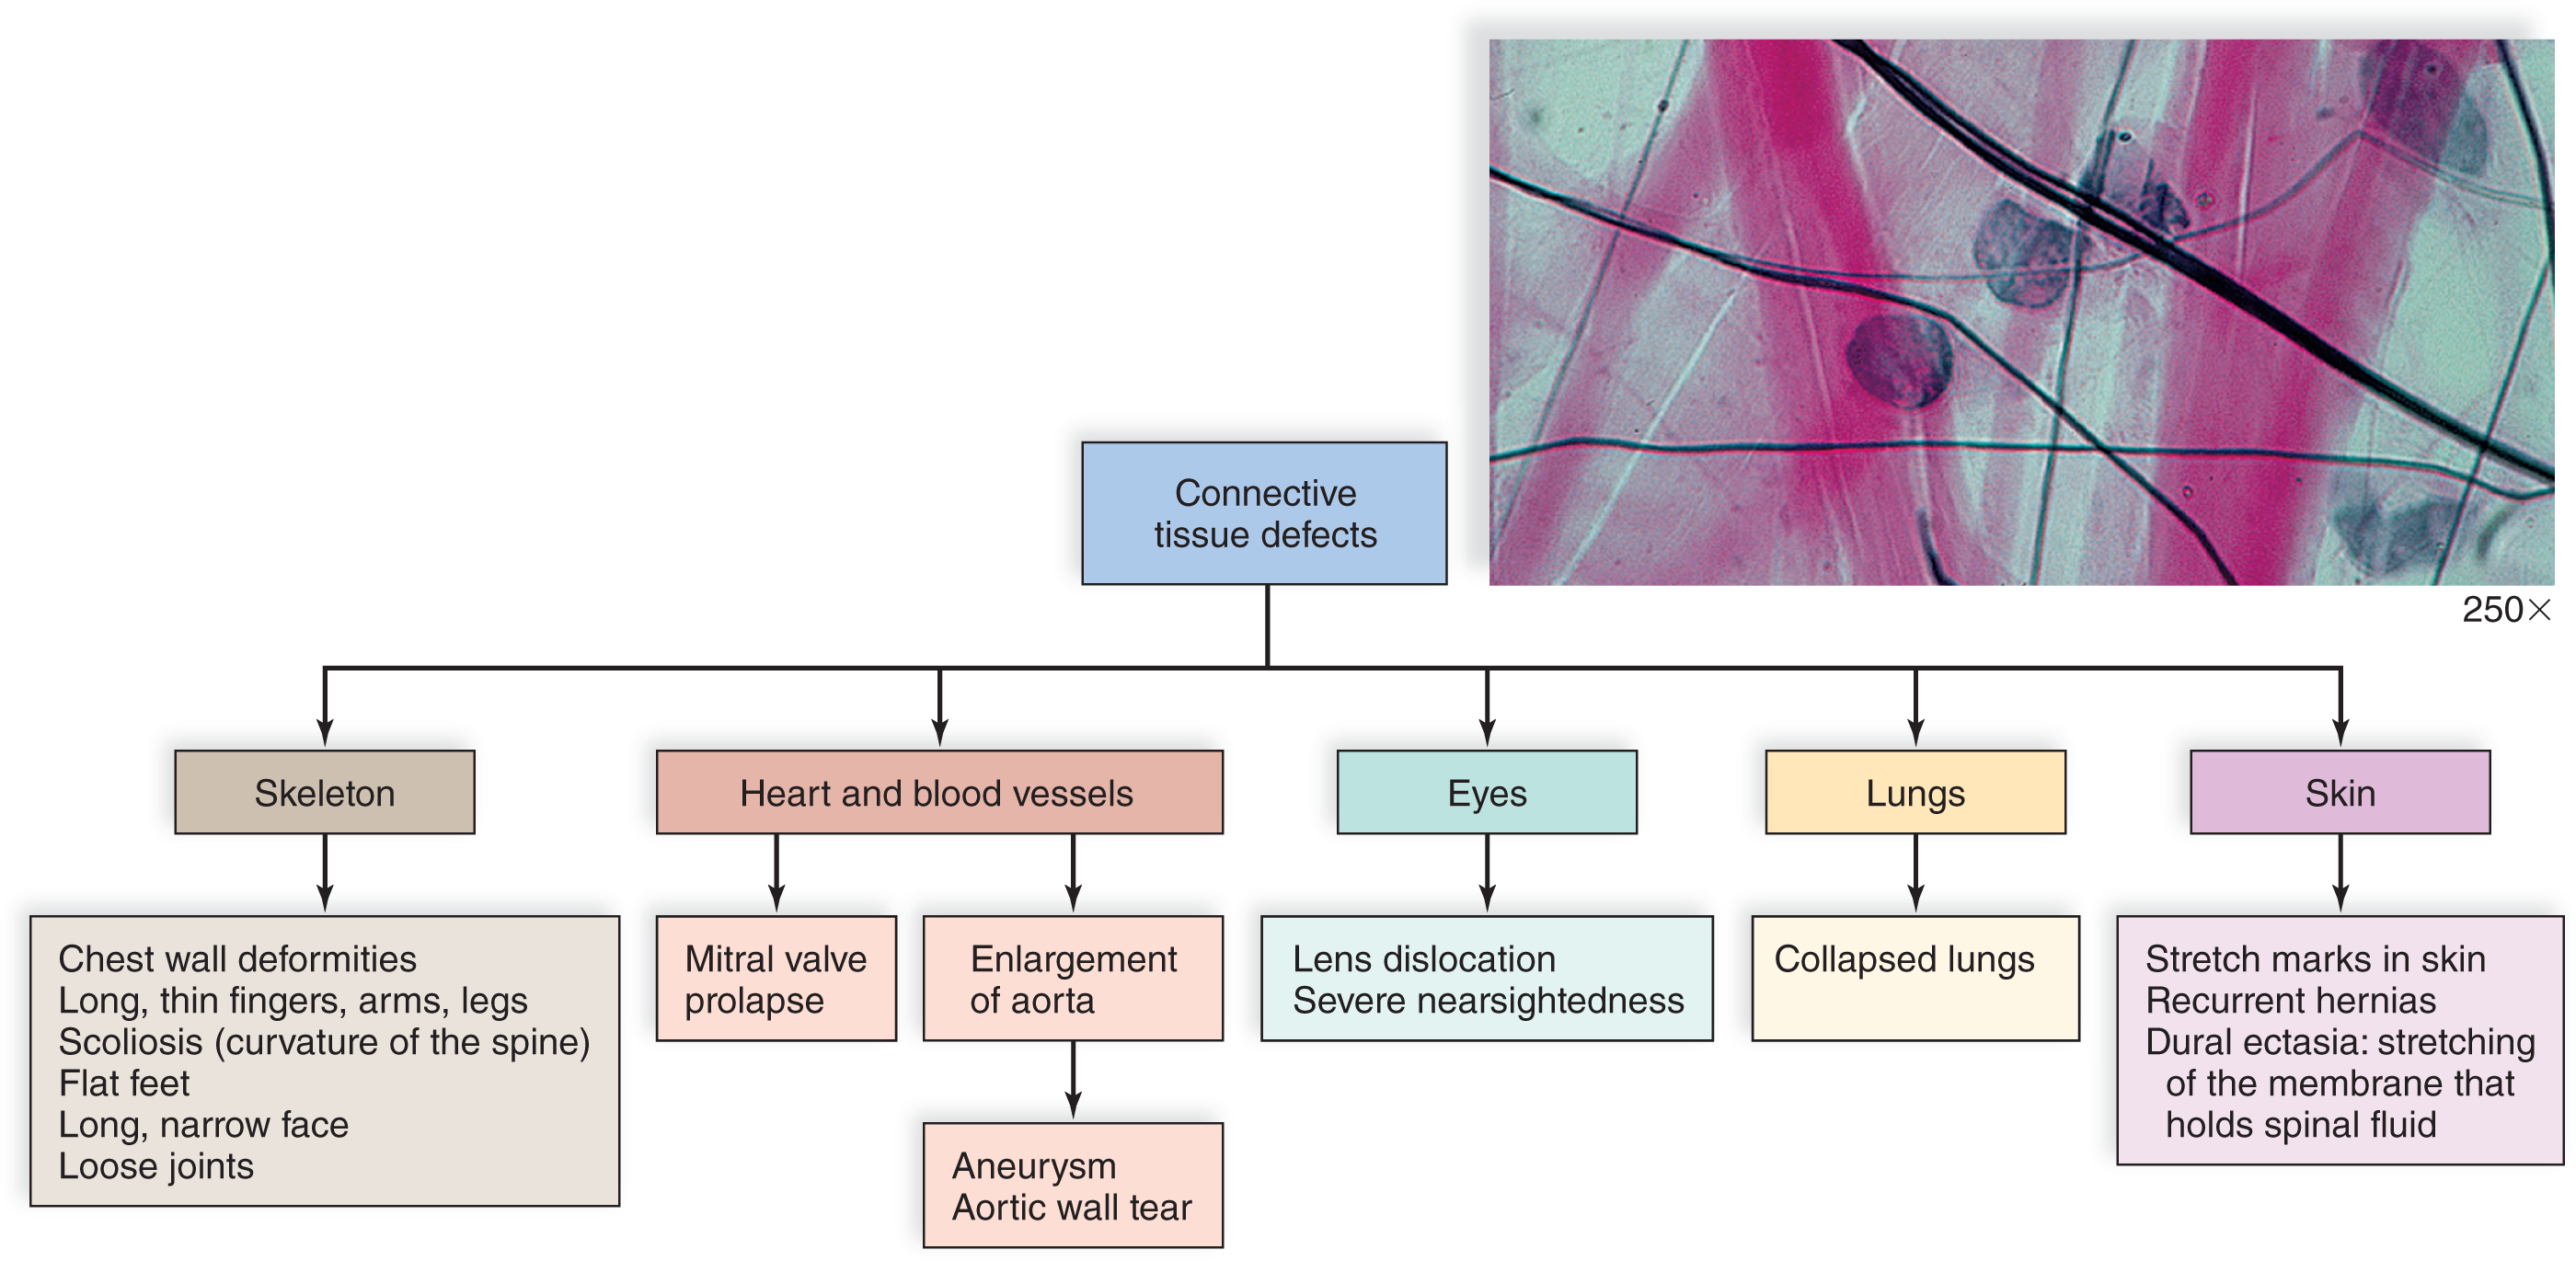 250×
Connective
tissue defects
Skeleton
Heart and blood vessels
Eyes
Lungs
Skin
Chest wall deformities
Long, thin fingers, arms, legs
Scoliosis (curvature of the spine)
Flat feet
Long, narrow face
Loose joints
Mitral valve
prolapse
Enlargement
of aorta
Aneurysm
Aortic wall tear
Lens dislocation
Severe nearsightedness
Collapsed lungs
Stretch marks in skin
Recurrent hernias
Dural ectasia: stretching
of the membrane that
holds spinal fluid